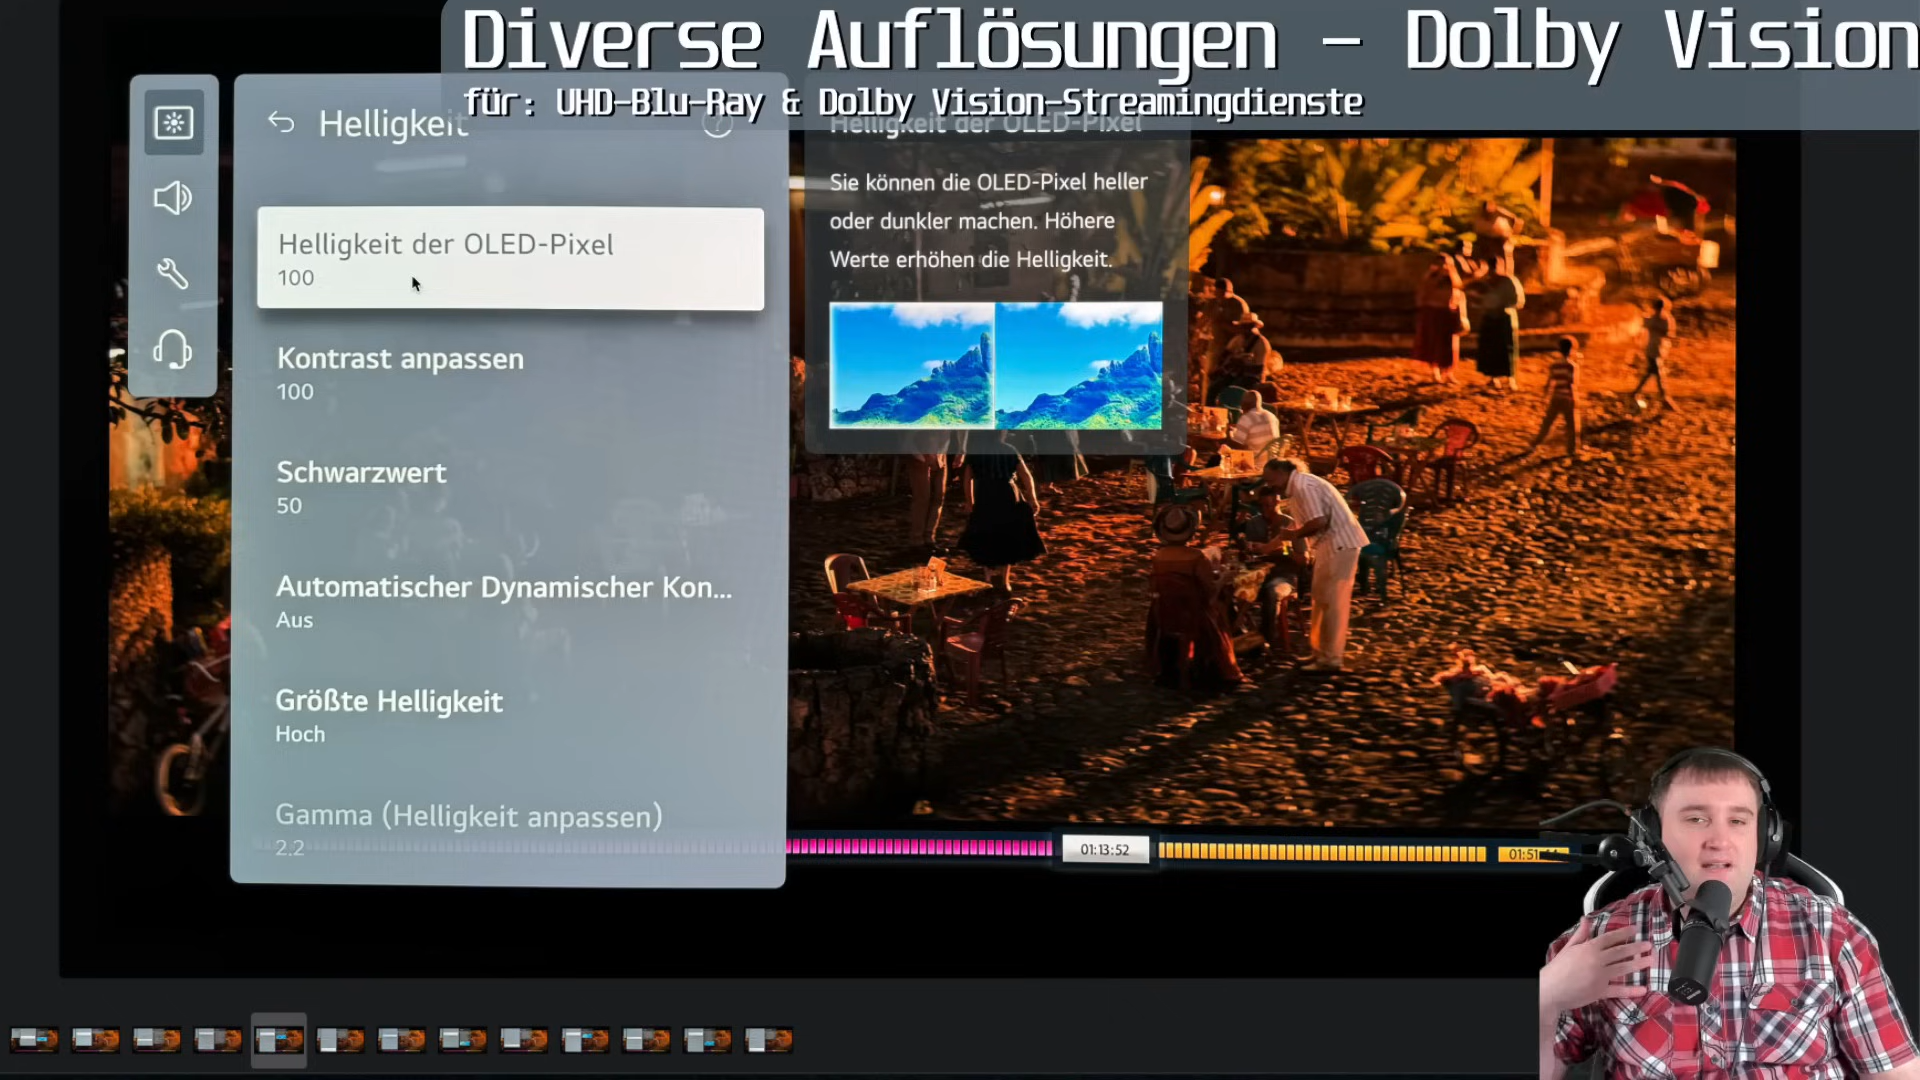 Diverse Auflösungen – Dolby Vision
für: UHD-Blu-Ray & Dolby Vision-Streamingdienste
Helligkeit
Helligkeit der OLED-Pixel
100
Kontrast anpassen
100
Schwarzwert
50
Automatischer Dynamischer Kon...
Aus
Größte Helligkeit
Hoch
Gamma (Helligkeit anpassen)
2.2
Helligkeit der OLED-Pixel
Sie können die OLED-Pixel heller
oder dunkler machen. Höhere
Werte erhöhen die Helligkeit.
01:13:52